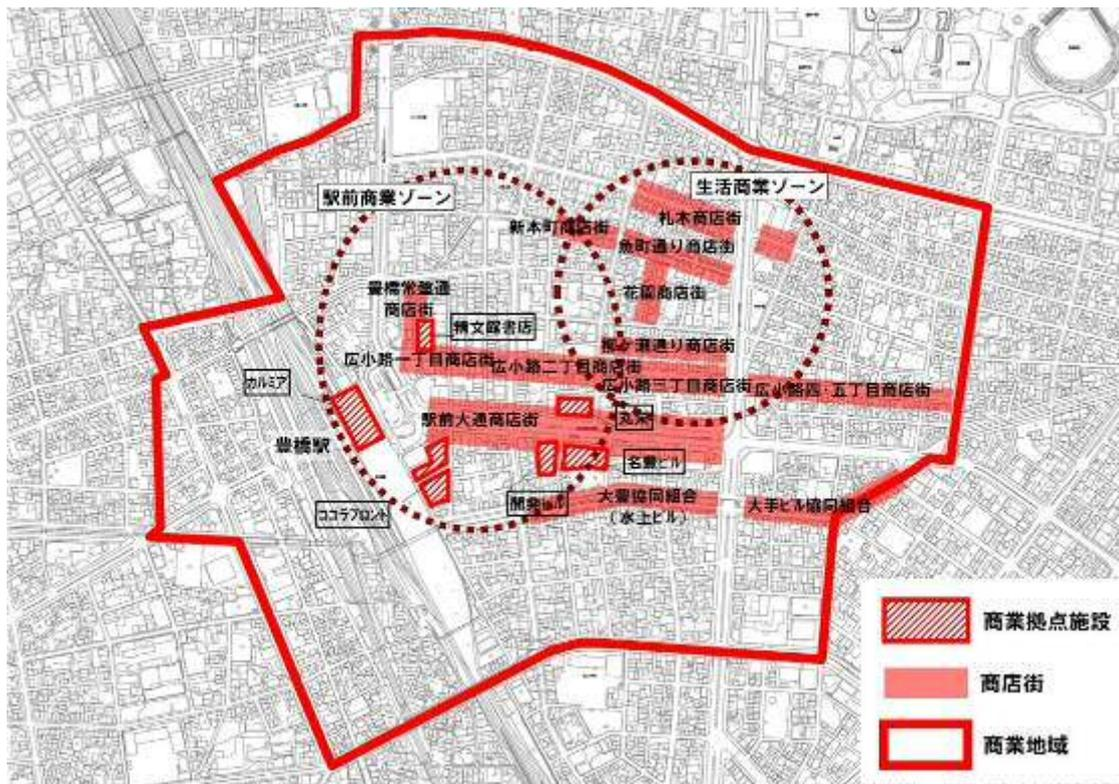 駅前商業ゾーン
生活商業ゾーン
札木商店街
新本町商店街
魚町通り商店街
花園商店街
豊橋常盤通
商店街
精文館書店
広小路一丁目商店街
広小路二丁目商店街
柳ヶ瀬通り商店街
広小路三丁目商店街
広小路四・五丁目商店街
カルミア
駅前大通商店街
丸栄
豊橋駅
名豊ビル
開発ビル
ココラフロント
大豊協同組合
(水上ビル)
大手ビル協同組合
商業拠点施設
商店街
商業地域